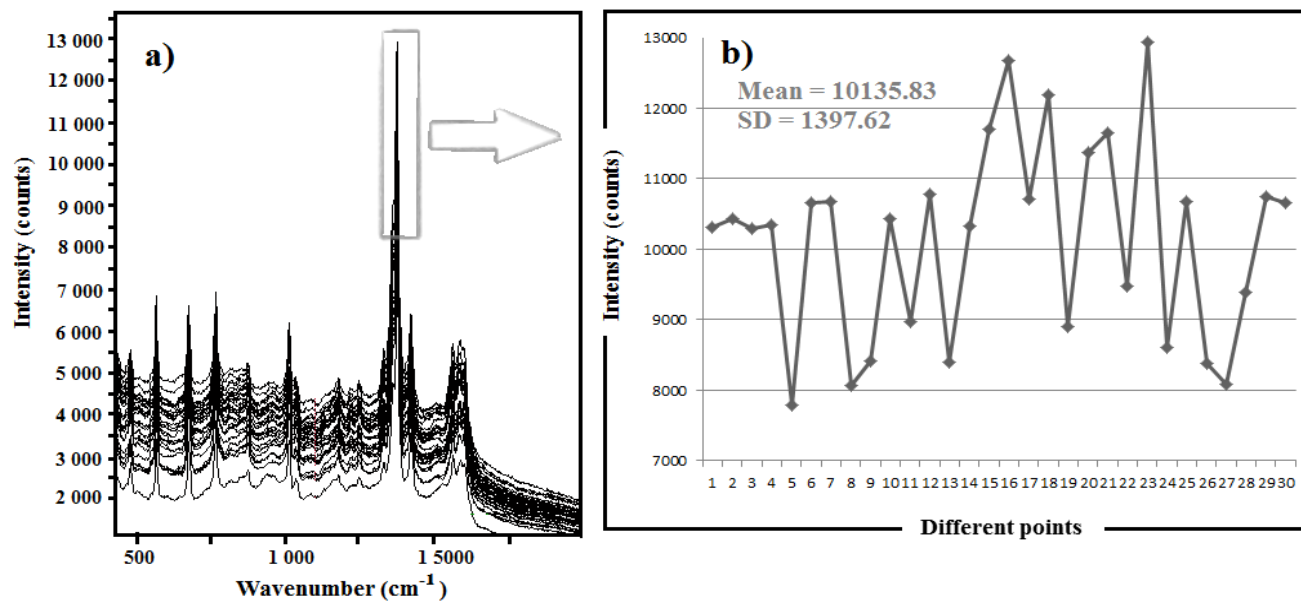 a)
13 000
12 000
11 000
10 000
9 000
8 000
7 000
6 000
5 000
4 000
3 000
2 000
Intensity (counts)
500
1 000
1 5000
Wavenumber (cm⁻¹)
b)
Mean = 10135.83
SD = 1397.62
13000
12000
11000
10000
9000
8000
7000
Intensity (counts)
1 2 3 4 5 6 7 8 9 10 11 12 13 14 15 16 17 18 19 20 21 22 23 24 25 26 27 28 29 30
Different points